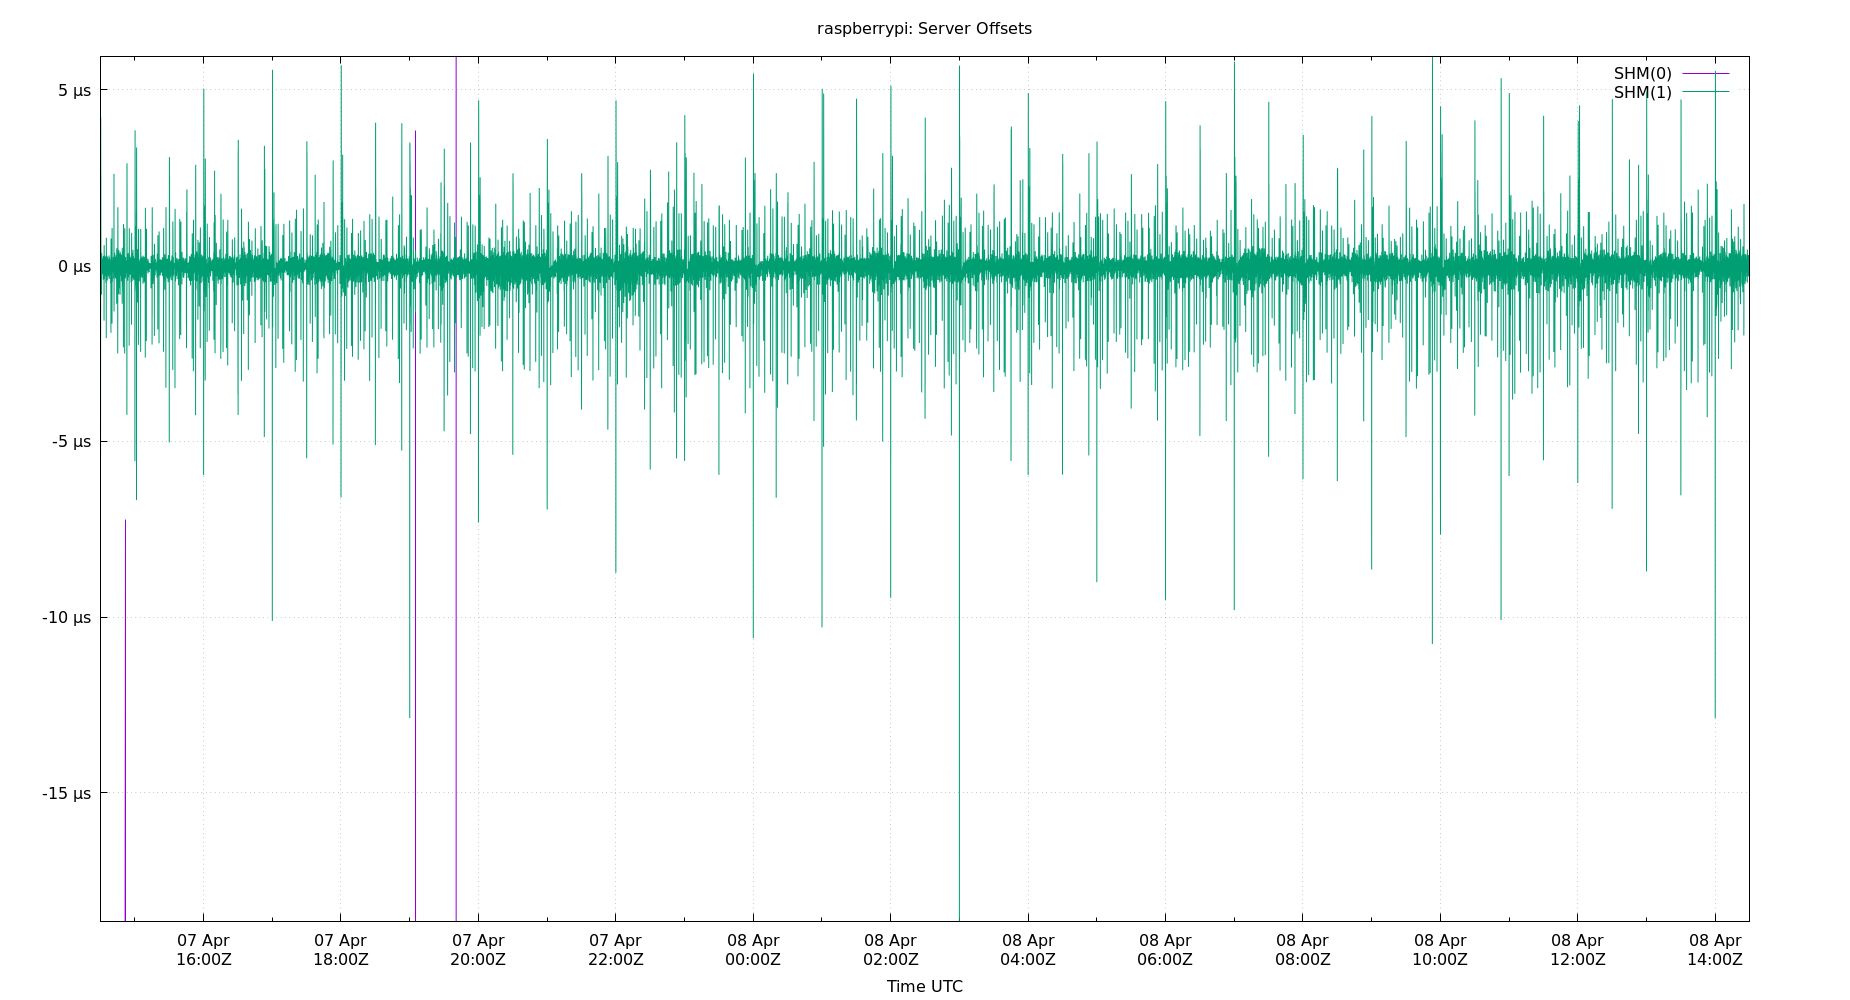 raspberrypi: Server Offsets
SHM(0)
SHM(1)
5 µs
0 µs
-5 µs
-10 µs
-15 µs
07 Apr 07 Apr 07 Apr 07 Apr 08 Apr 08 Apr 08 Apr 08 Apr 08 Apr 08 Apr 08 Apr 08 Apr
16:00Z 18:00Z 20:00Z 22:00Z 00:00Z 02:00Z 04:00Z 06:00Z 08:00Z 10:00Z 12:00Z 14:00Z
Time UTC